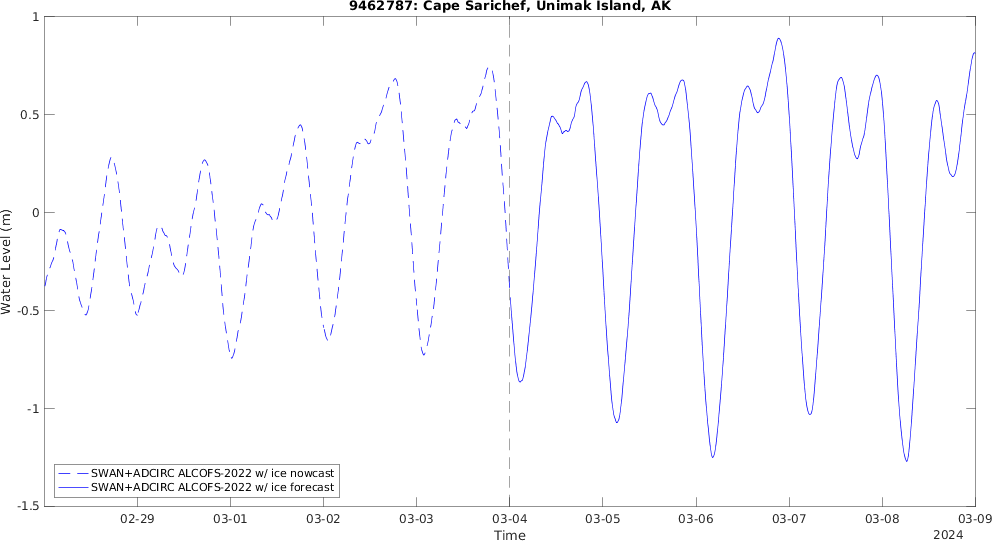 9462787: Cape Sarichef, Unimak Island, AK
1
0.5
0
-0.5
-1
-1.5
Water Level (m)
SWAN+ADCIRC ALCOFS-2022 w/ ice nowcast
SWAN+ADCIRC ALCOFS-2022 w/ ice forecast
02-29 03-01 03-02 03-03 03-04 03-05 03-06 03-07 03-08 03-09
Time
2024